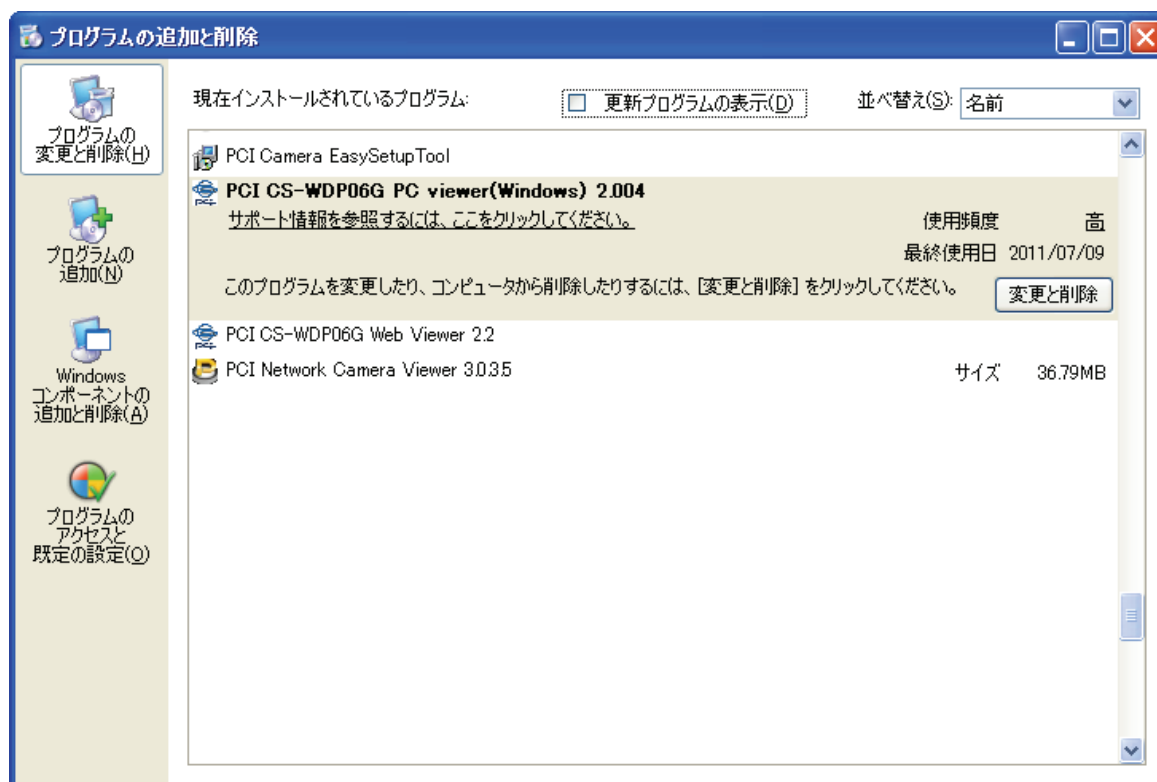 プログラムの追加と削除
プログラムの
変更と削除(H)
プログラムの
追加(N)
Windows
コンポーネントの
追加と削除(A)
プログラムの
アクセスと
既定の設定(O)
現在インストールされているプログラム:
更新プログラムの表示(D)
並べ替え(S): 名前
PCI Camera EasySetupTool
PCI CS-WDP06G PC viewer(Windows) 2.004
サポート情報を参照するには、ここをクリックしてください。
使用頻度 高
最終使用日 2011/07/09
このプログラムを変更したり、コンピュータから削除したりするには、[変更と削除] をクリックしてください。
変更と削除
PCI CS-WDP06G Web Viewer 2.2
PCI Network Camera Viewer 3.0.3.5
サイズ 36.79MB